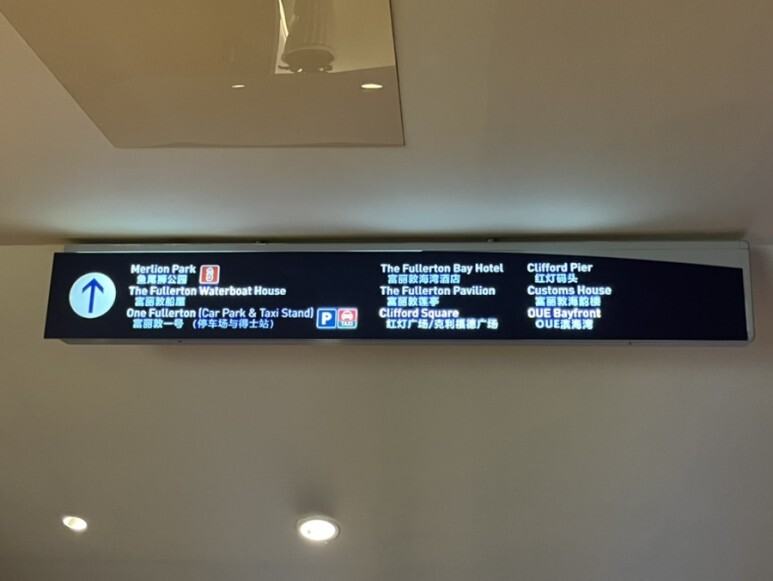 Merlion Park
鱼尾狮公园
The Fullerton Waterboat House
富丽敦船屋
One Fullerton (Car Park & Taxi Stand) P TAXI
富丽敦一号 (停车场与得士站)
The Fullerton Bay Hotel
富丽敦海湾酒店
The Fullerton Pavilion
富丽敦莲亭
Clifford Square
红灯广场/克利福德广场
Clifford Pier
红灯码头
Customs House
富丽敦海韵楼
OUE Bayfront
OUE滨海湾